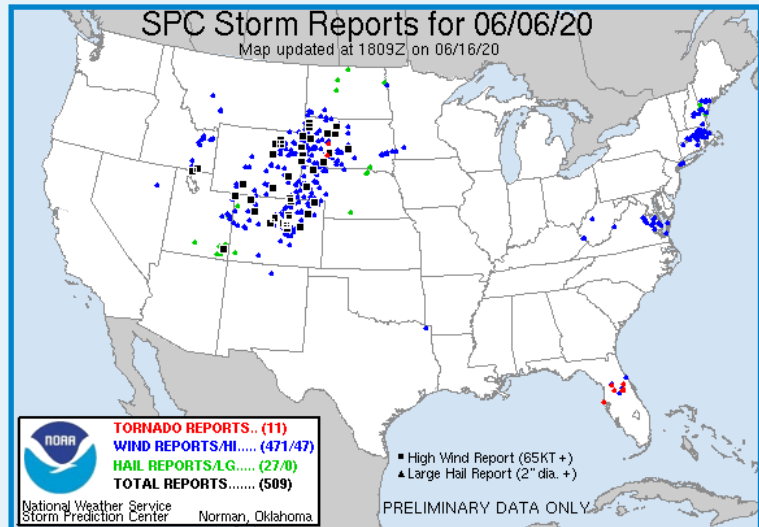 SPC Storm Reports for 06/06/20
Map updated at 1809Z on 06/16/20
NOAA
TORNADO REPORTS.. (11)
WIND REPORTS/HI..... (471/47)
HAIL REPORTS/LG..... (27/0)
TOTAL REPORTS....... (509)
National Weather Service
Storm Prediction Center Norman, Oklahoma
High Wind Report (65KT +)
Large Hail Report (2" dia. +)
PRELIMINARY DATA ONLY